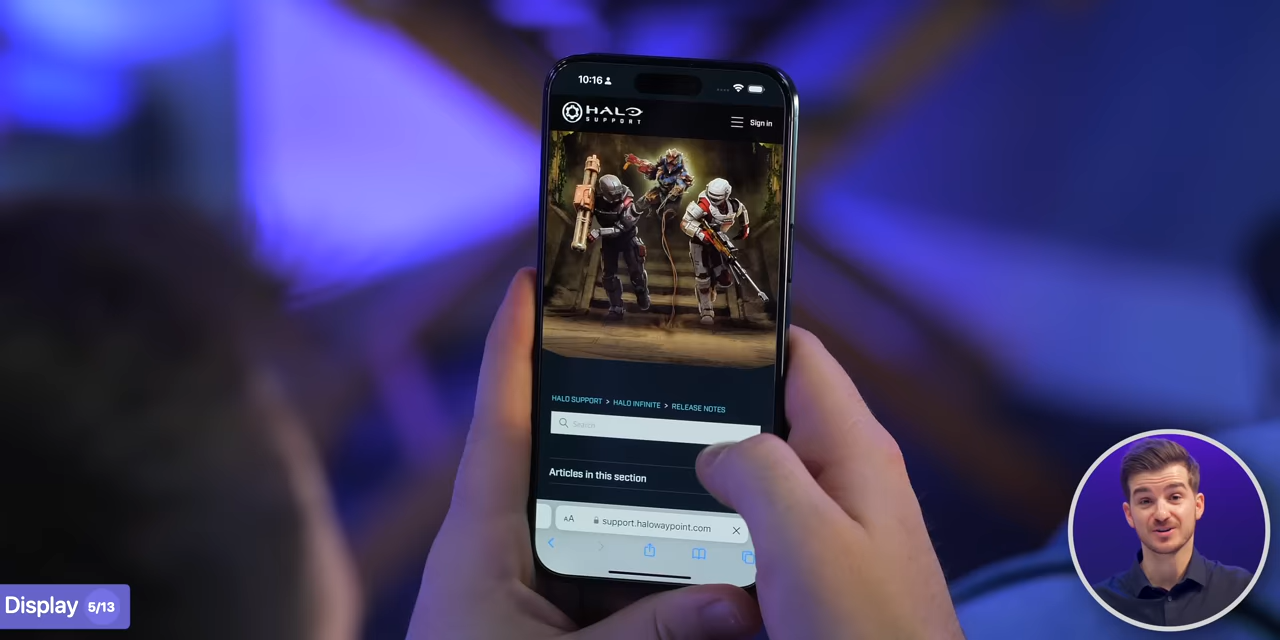 10:16
HALO
SUPPORT
Sign in
HALO SUPPORT > HALO INFINITE > RELEASE NOTES
Search
Articles in this section
AA support.halowaypoint.com
Display 5/13